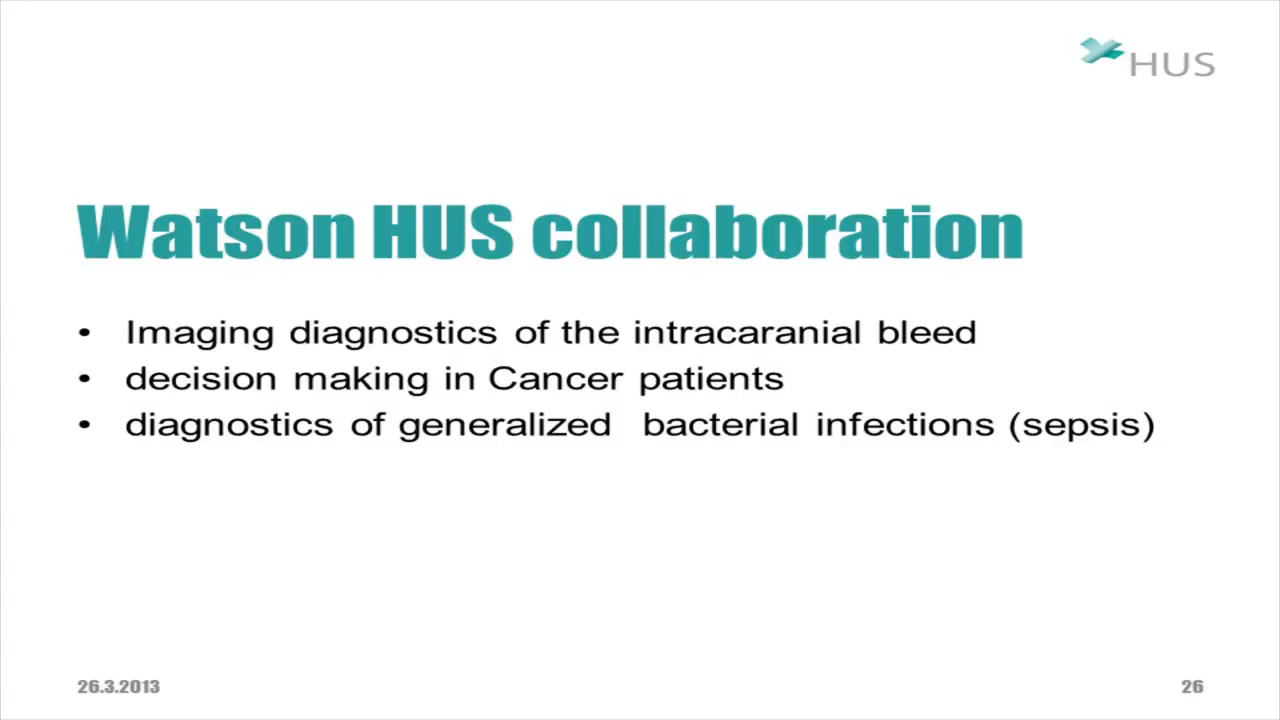 HUS
Watson HUS collaboration
• Imaging diagnostics of the intracaranial bleed
• decision making in Cancer patients
• diagnostics of generalized bacterial infections (sepsis)
26.3.2013
26